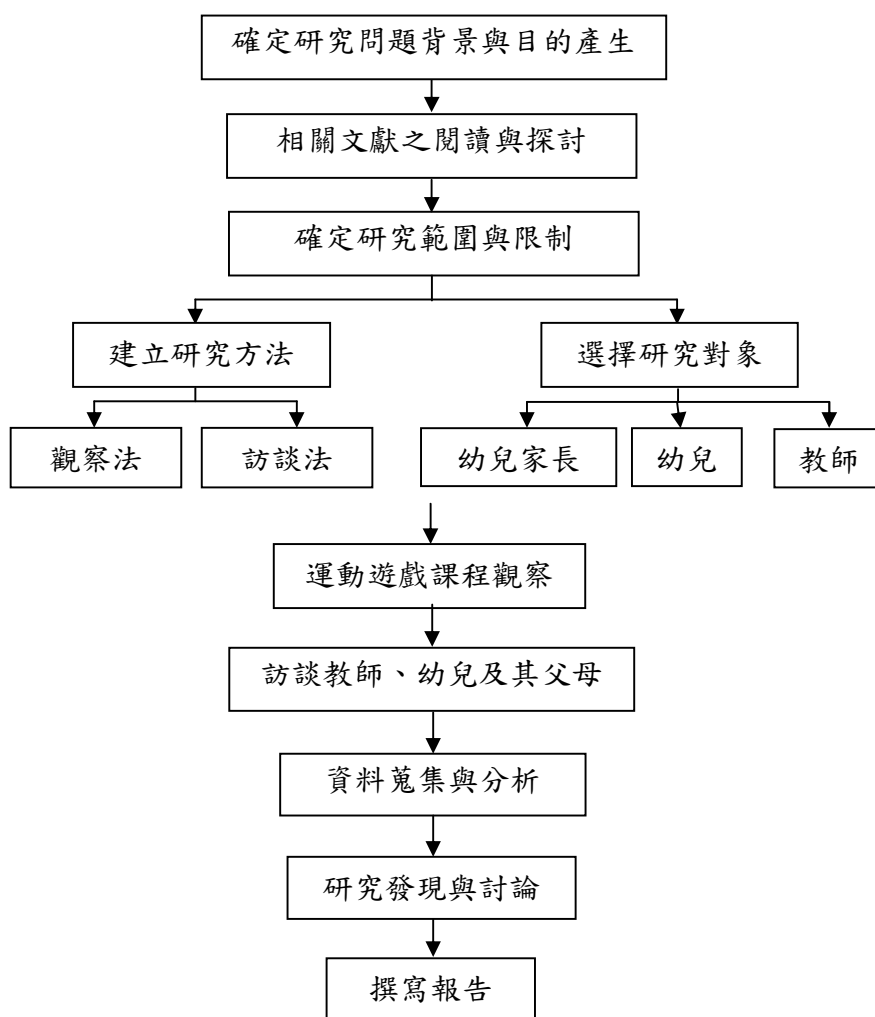 確定研究問題背景與目的產生
相關文獻之閱讀與探討
確定研究範圍與限制
建立研究方法
選擇研究對象
觀察法
訪談法
幼兒家長
幼兒
教師
運動遊戲課程觀察
訪談教師、幼兒及其父母
資料蒐集與分析
研究發現與討論
撰寫報告